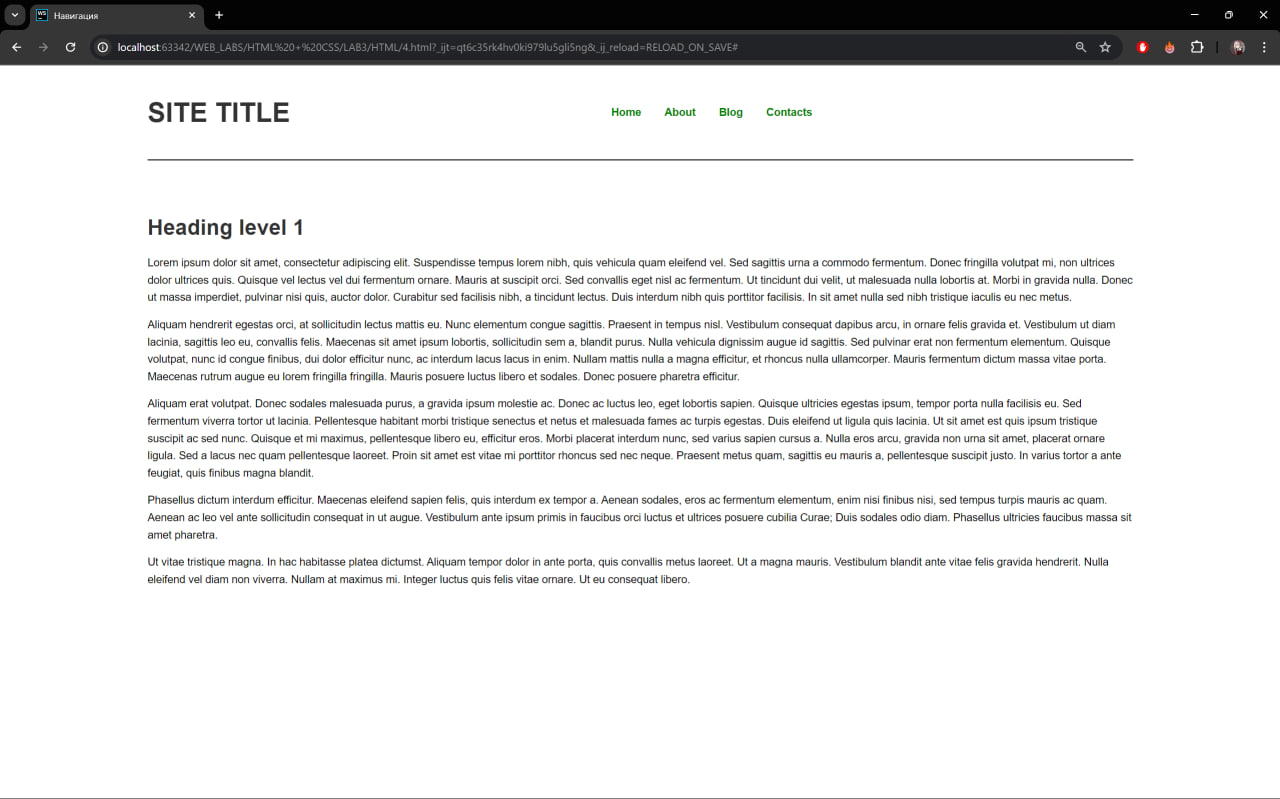 WS
Навигация
localhost:63342/WEB_LABS/HTML%20+%20CSS/LAB3/HTML/4.html?_ijt=qt6c35rk4hv0ki979lu5gli5ng&_ij_reload=RELOAD_ON_SAVE#
SITE TITLE
Home About Blog Contacts
Heading level 1
Lorem ipsum dolor sit amet, consectetur adipiscing elit. Suspendisse tempus lorem nibh, quis vehicula quam eleifend vel. Sed sagittis urna a commodo fermentum. Donec fringilla volutpat mi, non ultrices
dolor ultrices quis. Quisque vel lectus vel dui fermentum ornare. Mauris at suscipit orci. Sed convallis eget nisl ac fermentum. Ut tincidunt dui velit, ut malesuada nulla lobortis at. Morbi in gravida nulla. Donec
ut massa imperdiet, pulvinar nisi quis, auctor dolor. Curabitur sed facilisis nibh, a tincidunt lectus. Duis interdum nibh quis porttitor facilisis. In sit amet nulla sed nibh tristique iaculis eu nec metus.
Aliquam hendrerit egestas orci, at sollicitudin lectus mattis eu. Nunc elementum congue sagittis. Praesent in tempus nisl. Vestibulum consequat dapibus arcu, in ornare felis gravida et. Vestibulum ut diam
lacinia, sagittis leo eu, convallis felis. Maecenas sit amet ipsum lobortis, sollicitudin sem a, blandit purus. Nulla vehicula dignissim augue id sagittis. Sed pulvinar erat non fermentum elementum. Quisque
volutpat, nunc id congue finibus, dui dolor efficitur nunc, ac interdum lacus lacus in enim. Nullam mattis nulla a magna efficitur, et rhoncus nulla ullamcorper. Mauris fermentum dictum massa vitae porta.
Maecenas rutrum augue eu lorem fringilla fringilla. Mauris posuere luctus libero et sodales. Donec posuere pharetra efficitur.
Aliquam erat volutpat. Donec sodales malesuada purus, a gravida ipsum molestie ac. Donec ac luctus leo, eget lobortis sapien. Quisque ultricies egestas ipsum, tempor porta nulla facilisis eu. Sed
fermentum viverra tortor ut lacinia. Pellentesque habitant morbi tristique senectus et netus et malesuada fames ac turpis egestas. Duis eleifend ut ligula quis lacinia. Ut sit amet est quis ipsum tristique
suscipit ac sed nunc. Quisque et mi maximus, pellentesque libero eu, efficitur eros. Morbi placerat interdum nunc, sed varius sapien cursus a. Nulla eros arcu, gravida non urna sit amet, placerat ornare
ligula. Sed a lacus nec quam pellentesque laoreet. Proin sit amet est vitae mi porttitor rhoncus sed nec neque. Praesent metus quam, sagittis eu mauris a, pellentesque suscipit justo. In varius tortor a ante
feugiat, quis finibus magna blandit.
Phasellus dictum interdum efficitur. Maecenas eleifend sapien felis, quis interdum ex tempor a. Aenean sodales, eros ac fermentum elementum, enim nisi finibus nisi, sed tempus turpis mauris ac quam.
Aenean ac leo vel ante sollicitudin consequat in ut augue. Vestibulum ante ipsum primis in faucibus orci luctus et ultrices posuere cubilia Curae; Duis sodales odio diam. Phasellus ultricies faucibus massa sit
amet pharetra.
Ut vitae tristique magna. In hac habitasse platea dictumst. Aliquam tempor dolor in ante porta, quis convallis metus laoreet. Ut a magna mauris. Vestibulum blandit ante vitae felis gravida hendrerit. Nulla
eleifend vel diam non viverra. Nullam at maximus mi. Integer luctus quis felis vitae ornare. Ut eu consequat libero.